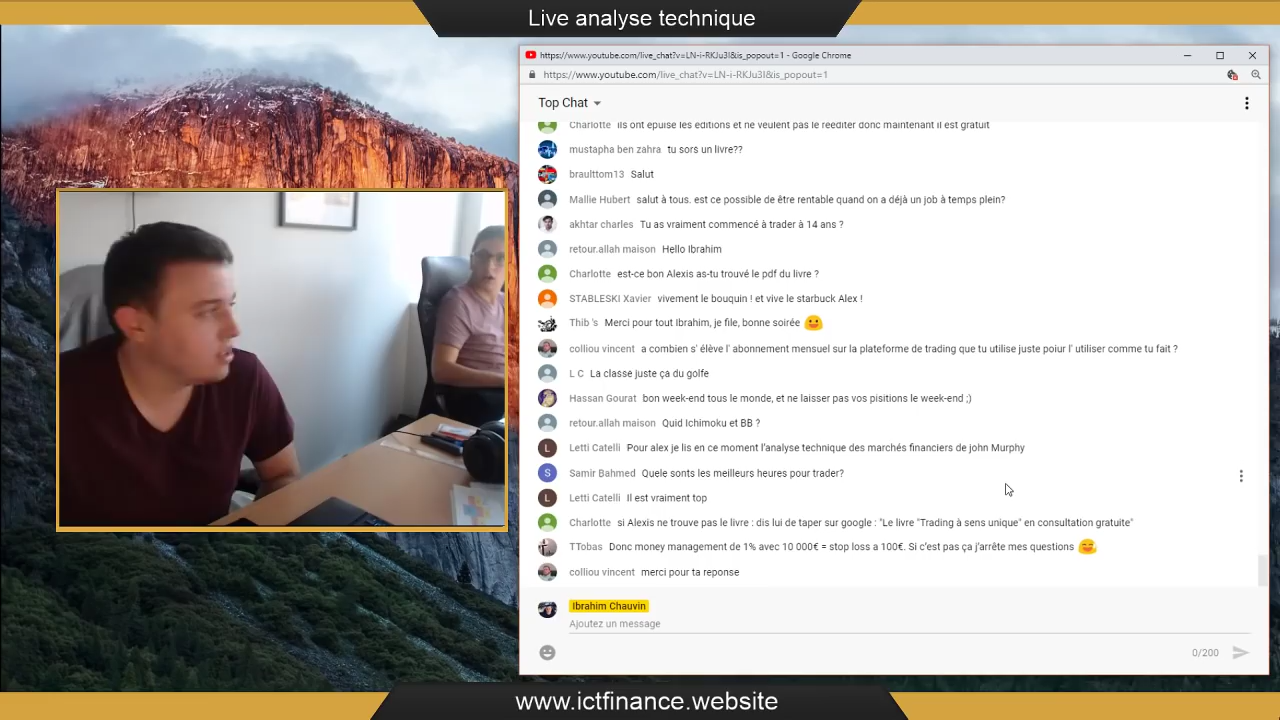 Live analyse technique
https://www.youtube.com/live_chat?v=LN-i-RKJu3I&is_popout=1 - Google Chrome
https://www.youtube.com/live_chat?v=LN-i-RKJu3I&is_popout=1
Top Chat
Charlotte ils ont épuisé les éditions et ne veulent pas le rééditer donc maintenant il est gratuit
mustapha ben zahra tu sors un livre??
braulttom13 Salut
Mallie Hubert salut à tous. est ce possible de être rentable quand on a déjà un job à temps plein?
akhtar charles Tu as vraiment commencé à trader à 14 ans ?
retour.allah maison Hello Ibrahim
Charlotte est-ce bon Alexis as-tu trouvé le pdf du livre ?
STABLESKI Xavier vivement le bouquin ! et vive le starbuck Alex !
Thib 's Merci pour tout Ibrahim, je file, bonne soirée
colliou vincent a combien s' élève l' abonnement mensuel sur la plateforme de trading que tu utilise juste poiur l' utiliser comme tu fait ?
L C La classe juste ça du golfe
Hassan Gourat bon week-end tous le monde, et ne laisser pas vos pisitions le week-end ;)
retour.allah maison Quid Ichimoku et BB ?
L Letti Catelli Pour alex je lis en ce moment l'analyse technique des marchés financiers de john Murphy
S Samir Bahmed Quele sonts les meilleurs heures pour trader?
L Letti Catelli Il est vraiment top
Charlotte si Alexis ne trouve pas le livre : dis lui de taper sur google : "Le livre "Trading à sens unique" en consultation gratuite"
TTobas Donc money management de 1% avec 10 000€ = stop loss a 100€. Si c'est pas ça j'arrête mes questions
colliou vincent merci pour ta reponse
Ibrahim Chauvin
Ajoutez un message
0/200
www.ictfinance.website